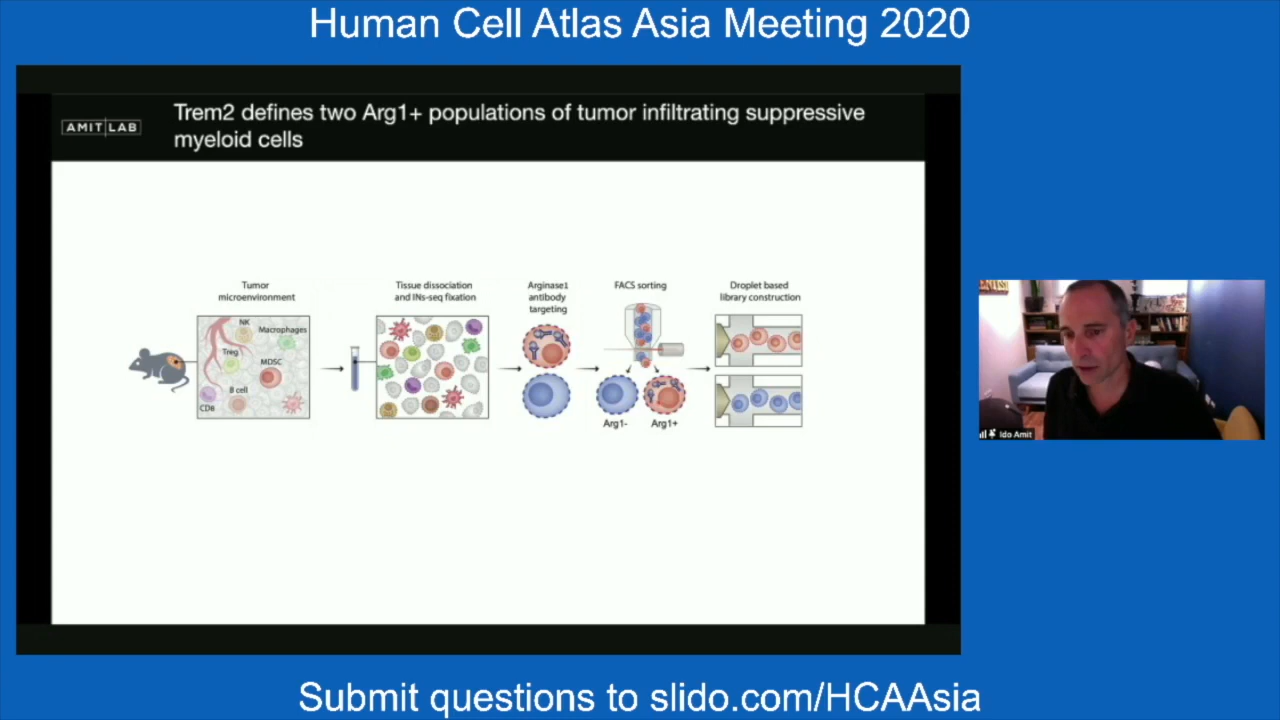 Human Cell Atlas Asia Meeting 2020
AMIT LAB
Trem2 defines two Arg1+ populations of tumor infiltrating suppressive
myeloid cells
Tumor
microenvironment
NK
Macrophages
Treg
MDSC
B cell
CD8
Tissue dissociation
and INs-seq fixation
Arginase1
antibody
targeting
FACS sorting
Arg1-
Arg1+
Droplet based
library construction
Ido Amit
Submit questions to slido.com/HCAAsia